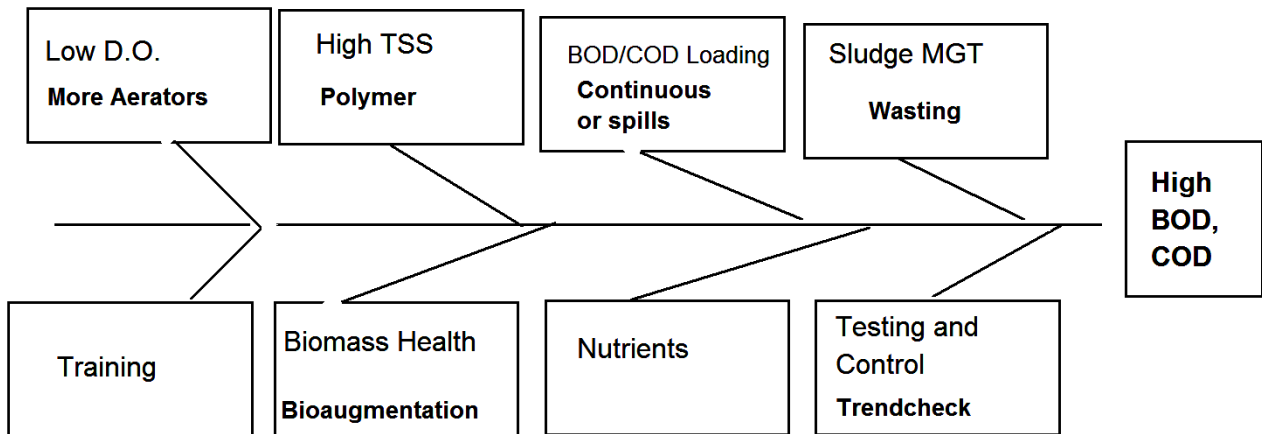 Low D.O.
More Aerators
High TSS
Polymer
BOD/COD Loading
Continuous
or spills
Sludge MGT
Wasting
High
BOD,
COD
Training
Biomass Health
Bioaugmentation
Nutrients
Testing and
Control
Trendcheck